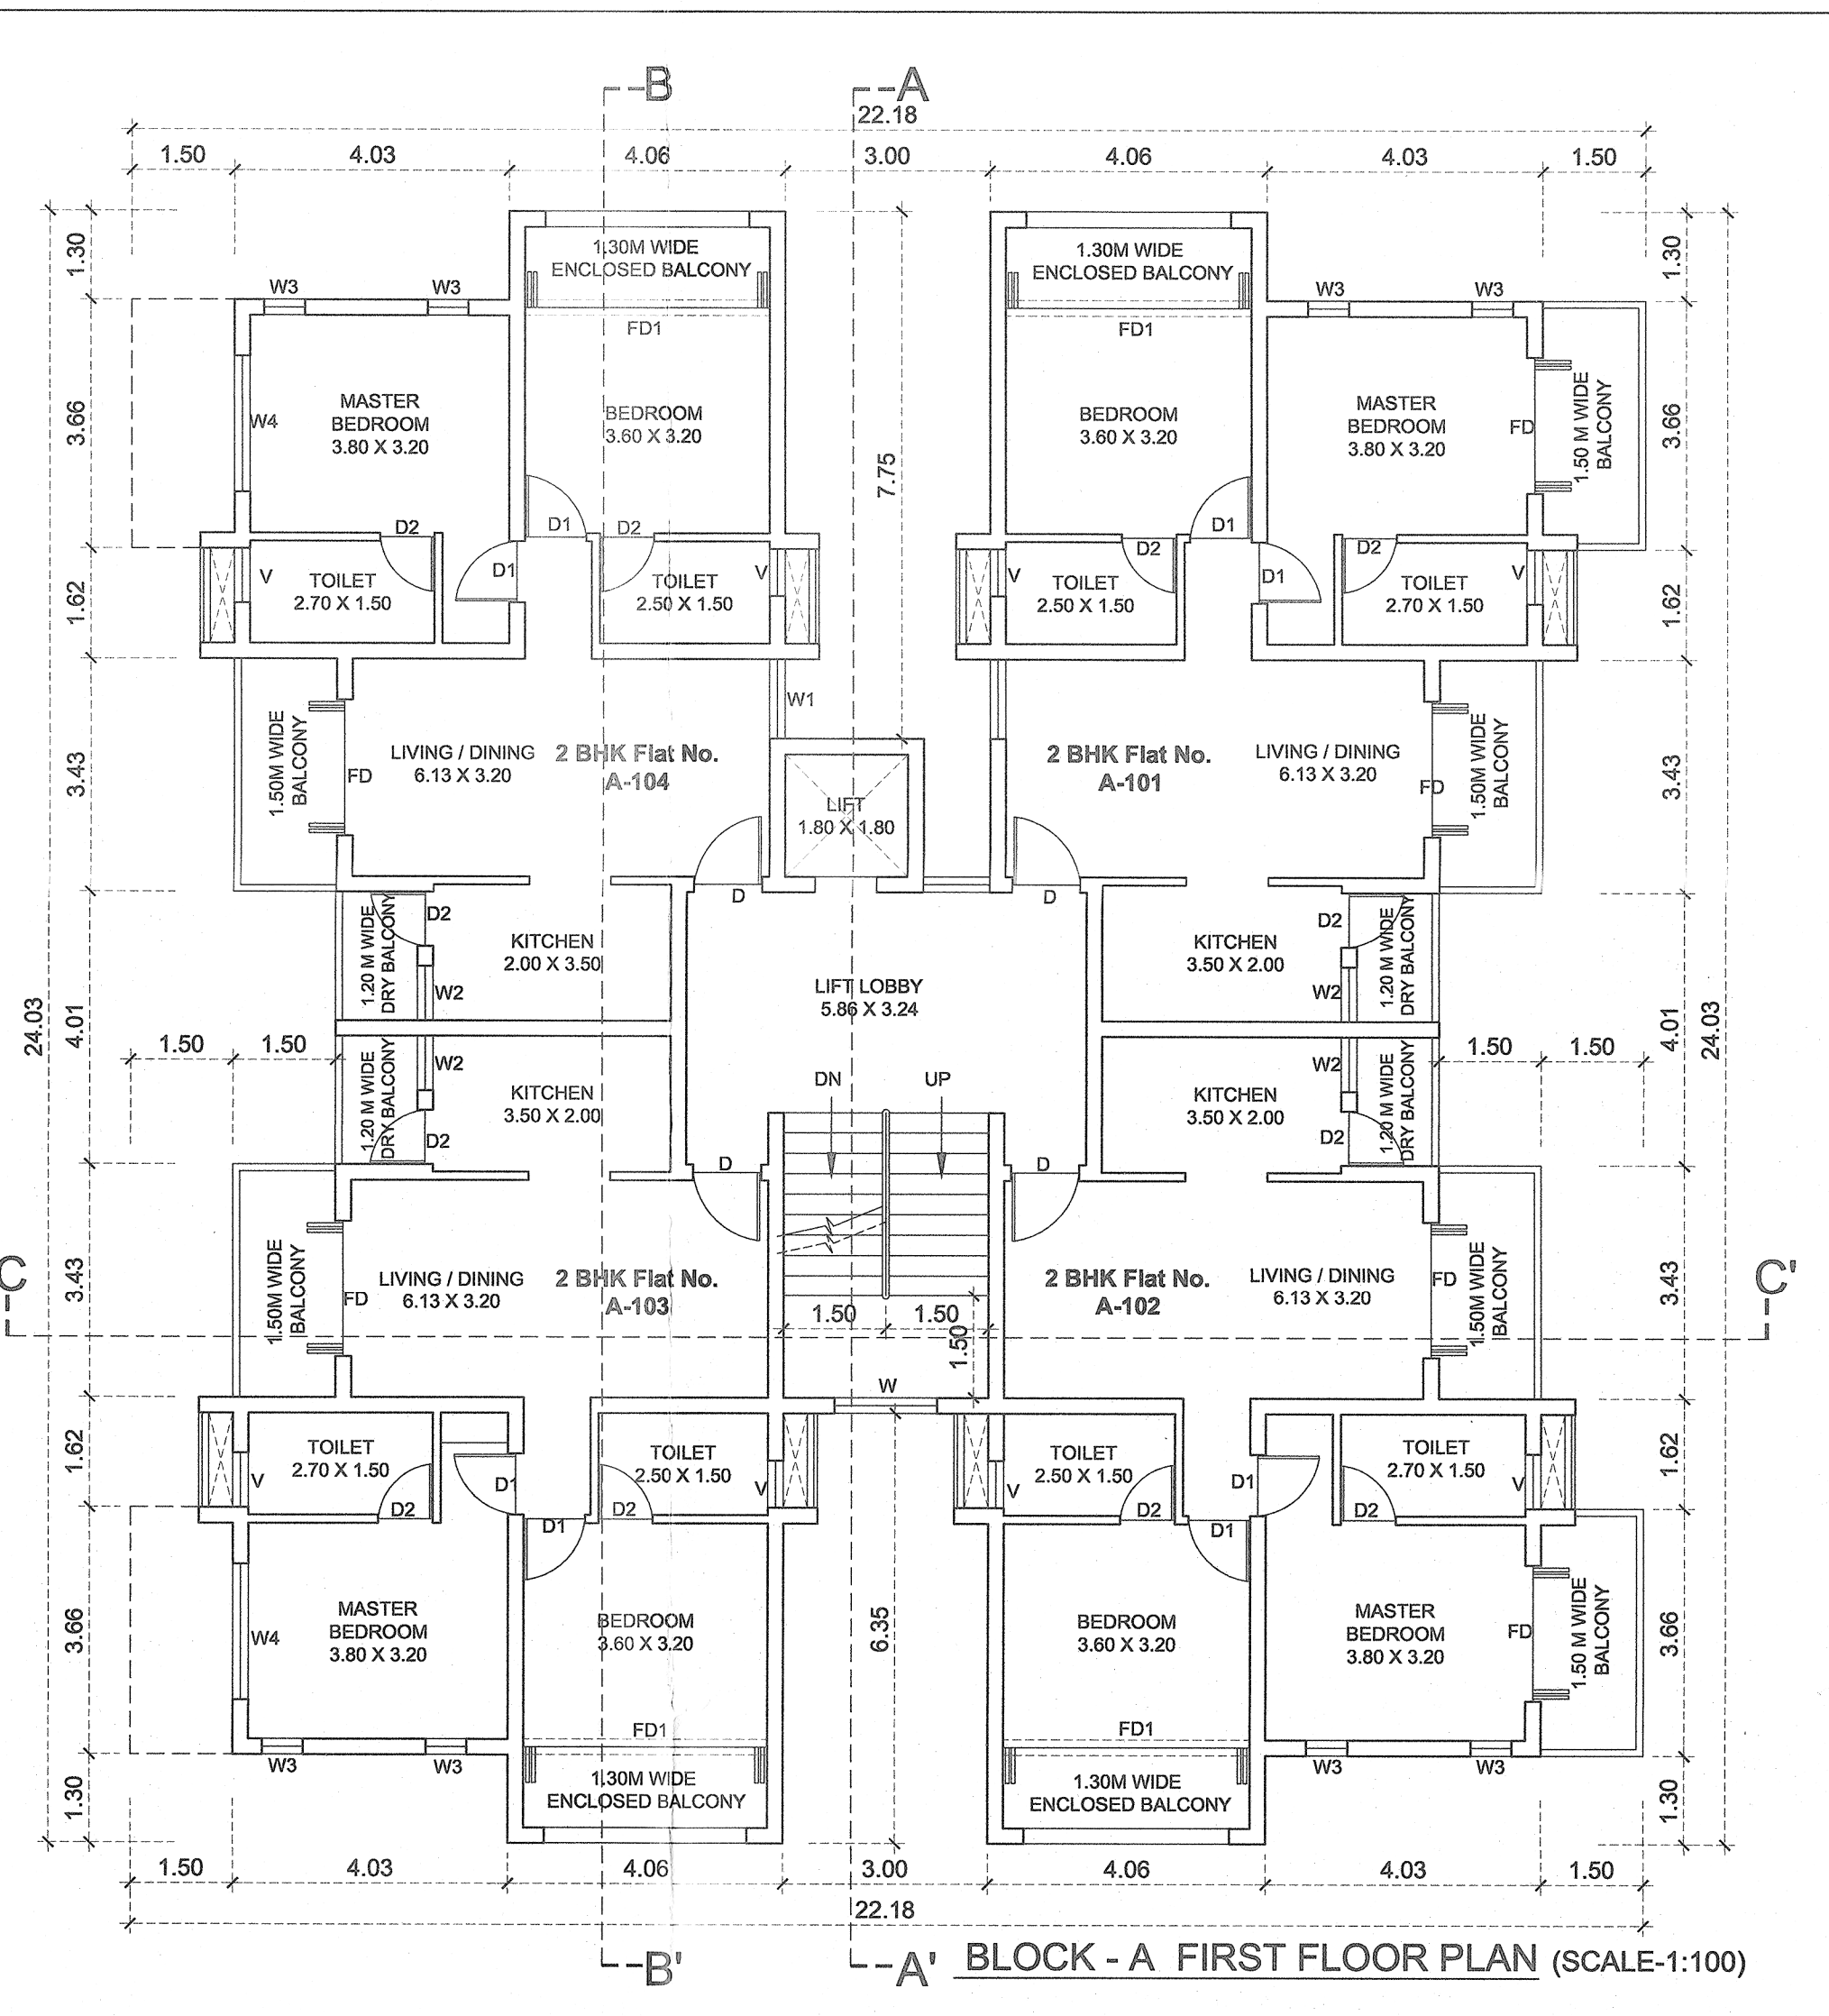 B
A
22.18
1.50 4.03 4.06 3.00 4.06 4.03 1.50
1.30
1.30M WIDE
ENCLOSED BALCONY
1.30M WIDE
ENCLOSED BALCONY
1.30
W3 W3
W3 W3
FD1
FD1
3.66
W4
MASTER
BEDROOM
3.80 X 3.20
BEDROOM
3.60 X 3.20
7.75
BEDROOM
3.60 X 3.20
MASTER
BEDROOM
3.80 X 3.20
FD
1.50 M WIDE
BALCONY
3.66
D2
D1
D2
D1
D2
D1
D2
D1
1.62
V
TOILET
2.70 X 1.50
TOILET
2.50 X 1.50
V
V
TOILET
2.50 X 1.50
TOILET
2.70 X 1.50
V
1.62
W1
3.43
1.50M WIDE
BALCONY
FD
LIVING / DINING
6.13 X 3.20
2 BHK Flat No.
A-104
LIFT
1.80 X 1.80
2 BHK Flat No.
A-101
LIVING / DINING
6.13 X 3.20
FD
1.50M WIDE
BALCONY
3.43
D
D
1.20 M WIDE
DRY BALCONY
D2
W2
KITCHEN
2.00 X 3.50
LIFT LOBBY
5.86 X 3.24
KITCHEN
3.50 X 2.00
D2
W2
1.20 M WIDE
DRY BALCONY
24.03
4.01
4.01
24.03
1.50 1.50
1.50 1.50
1.20 M WIDE
DRY BALCONY
W2
D2
KITCHEN
3.50 X 2.00
DN
UP
KITCHEN
3.50 X 2.00
W2
D2
1.20 M WIDE
DRY BALCONY
D
D
C
C'
3.43
1.50M WIDE
BALCONY
FD
LIVING / DINING
6.13 X 3.20
2 BHK Flat No.
A-103
1.50 1.50
1.50
2 BHK Flat No.
A-102
LIVING / DINING
6.13 X 3.20
FD
1.50M WIDE
BALCONY
3.43
W
1.62
V
TOILET
2.70 X 1.50
D2
D1
D1
TOILET
2.50 X 1.50
D2
V
V
TOILET
2.50 X 1.50
D2
D1
D1
TOILET
2.70 X 1.50
D2
V
1.62
3.66
W4
MASTER
BEDROOM
3.80 X 3.20
BEDROOM
3.60 X 3.20
6.35
BEDROOM
3.60 X 3.20
MASTER
BEDROOM
3.80 X 3.20
FD
1.50 M WIDE
BALCONY
3.66
FD1
FD1
W3 W3
W3 W3
1.30
1.30M WIDE
ENCLOSED BALCONY
1.30M WIDE
ENCLOSED BALCONY
1.30
1.50 4.03 4.06 3.00 4.06 4.03 1.50
22.18
B'
A'
BLOCK - A FIRST FLOOR PLAN (SCALE-1:100)